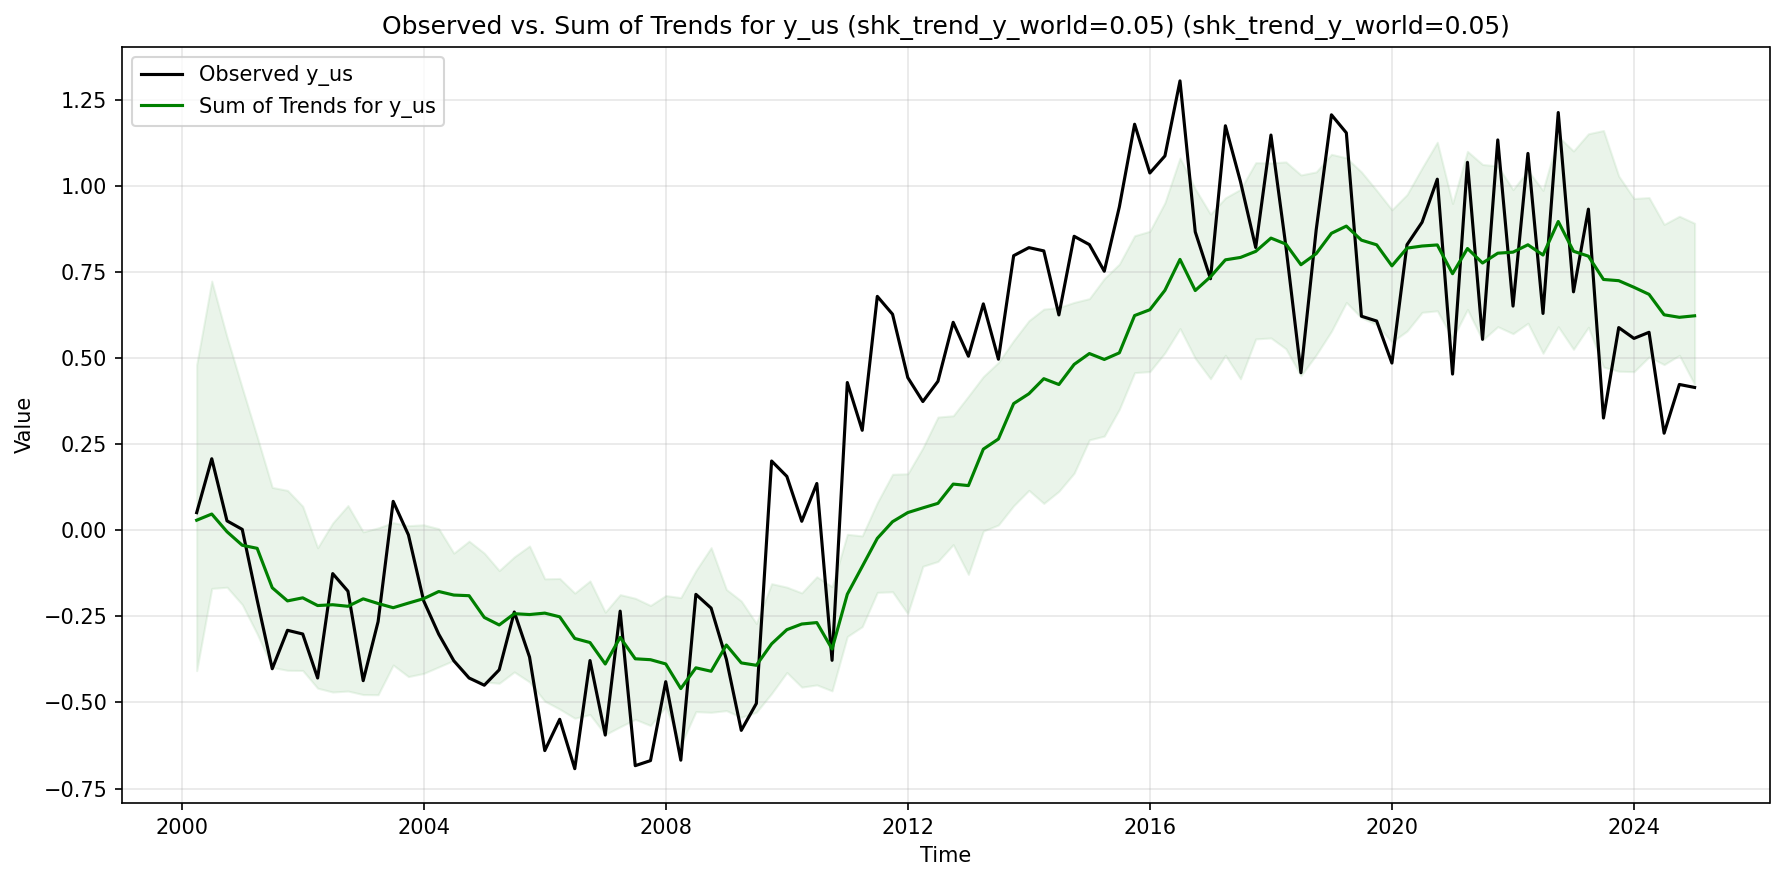 Observed vs. Sum of Trends for y_us (shk_trend_y_world=0.05) (shk_trend_y_world=0.05)
Observed y_us
Sum of Trends for y_us
1.25
1.00
0.75
0.50
0.25
0.00
−0.25
−0.50
−0.75
Value
2000 2004 2008 2012 2016 2020 2024
Time